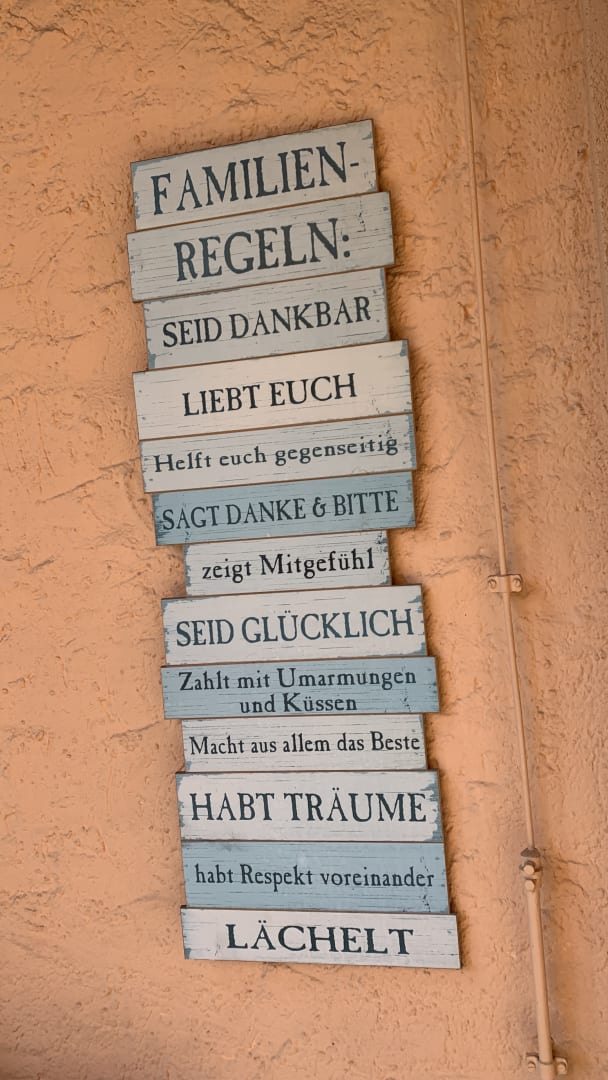 FAMILIEN-
REGELN:
SEID DANKBAR
LIEBT EUCH
Helft euch gegenseitig
SAGT DANKE & BITTE
zeigt Mitgefühl
SEID GLÜCKLICH
Zahlt mit Umarmungen
und Küssen
Macht aus allem das Beste
HABT TRÄUME
habt Respekt voreinander
LÄCHELT